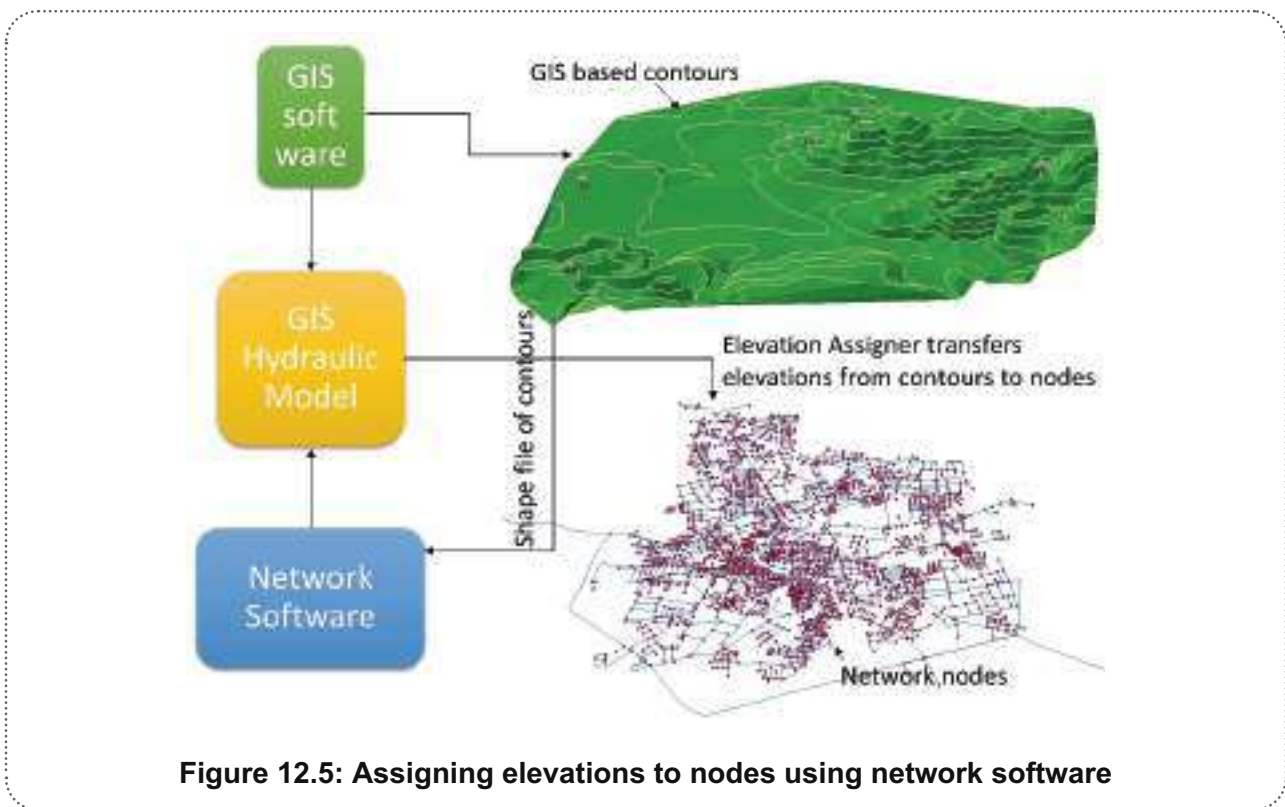 GIS
soft
ware
GIS based contours
GIS
Hydraulic
Model
Shape file of contours
Elevation Assigner transfers
elevations from contours to nodes
Network
Software
Network nodes
Figure 12.5: Assigning elevations to nodes using network software